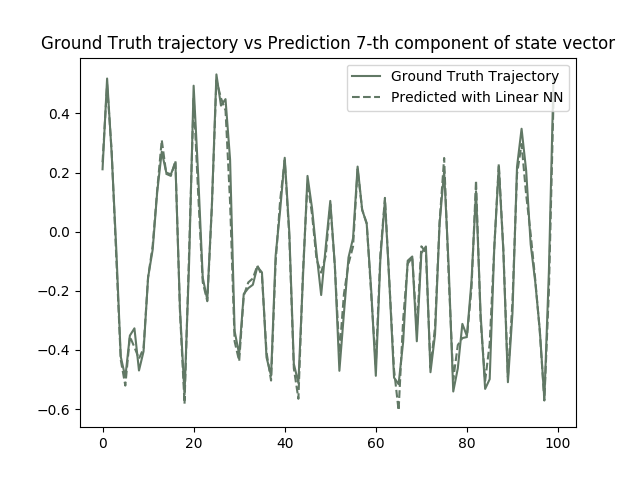 Ground Truth trajectory vs Prediction 7-th component of state vector
Ground Truth Trajectory
Predicted with Linear NN
0.4
0.2
0.0
−0.2
−0.4
−0.6
0 20 40 60 80 100